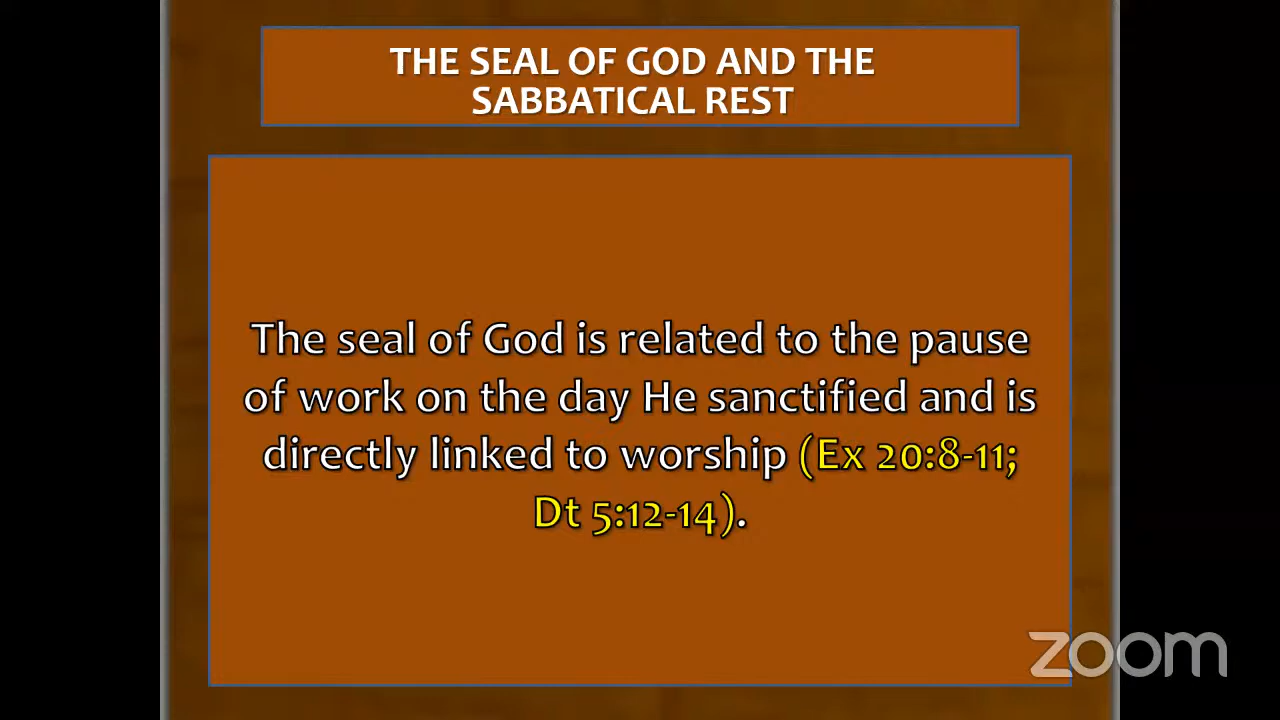 THE SEAL OF GOD AND THE
SABBATICAL REST
The seal of God is related to the pause
of work on the day He sanctified and is
directly linked to worship (Ex 20:8-11;
Dt 5:12-14).
zoom